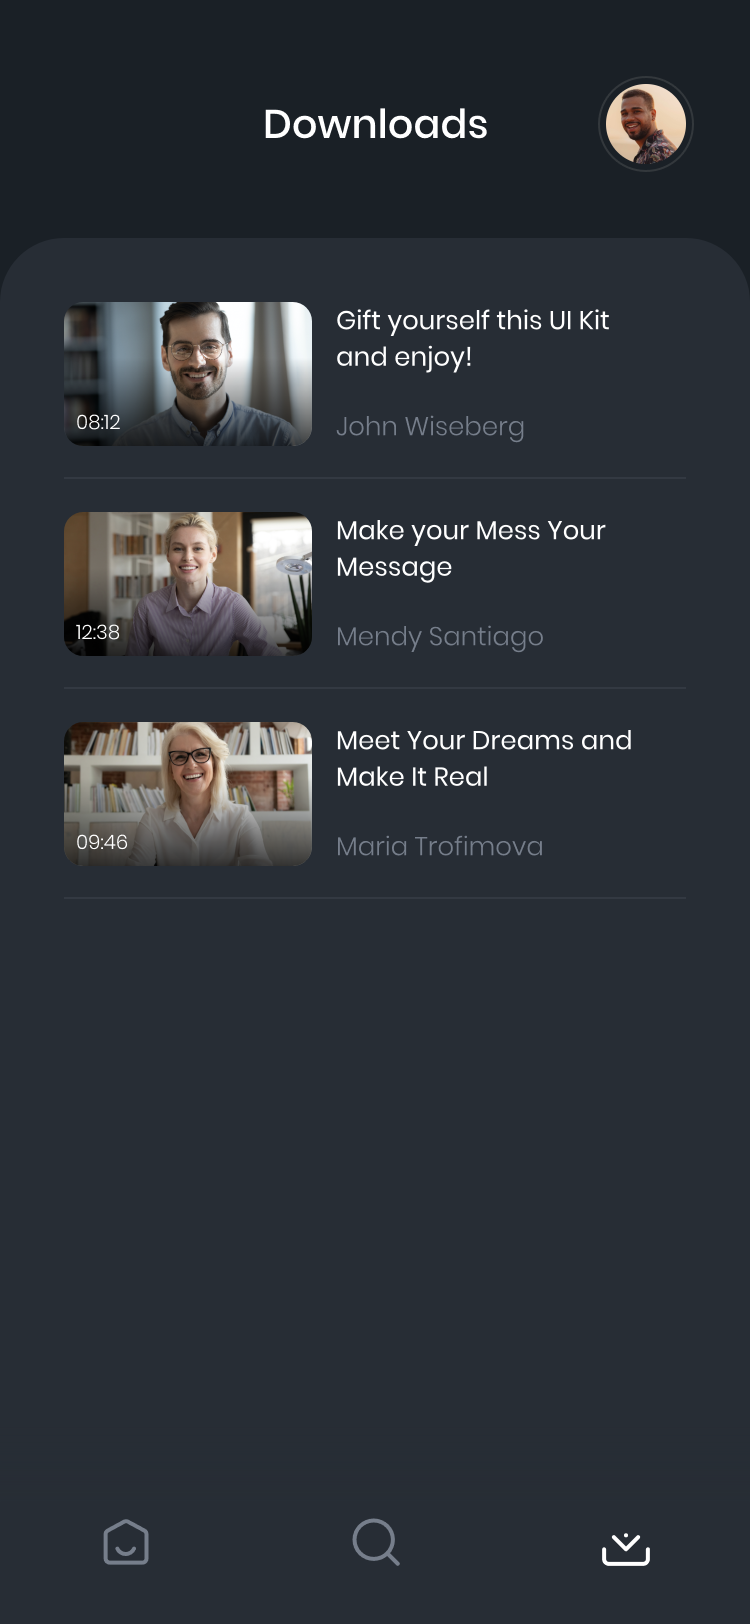 Downloads
Gift yourself this UI Kit
and enjoy!
08:12
John Wiseberg
Make your Mess Your
Message
12:38
Mendy Santiago
Meet Your Dreams and
Make It Real
09:46
Maria Trofimova